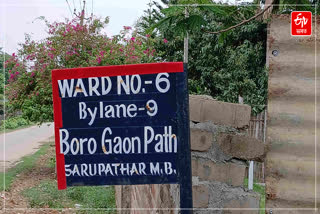 WARD NO.-6
Bylane-9
Boro Gaon Path
SARUPATHAR M.B.